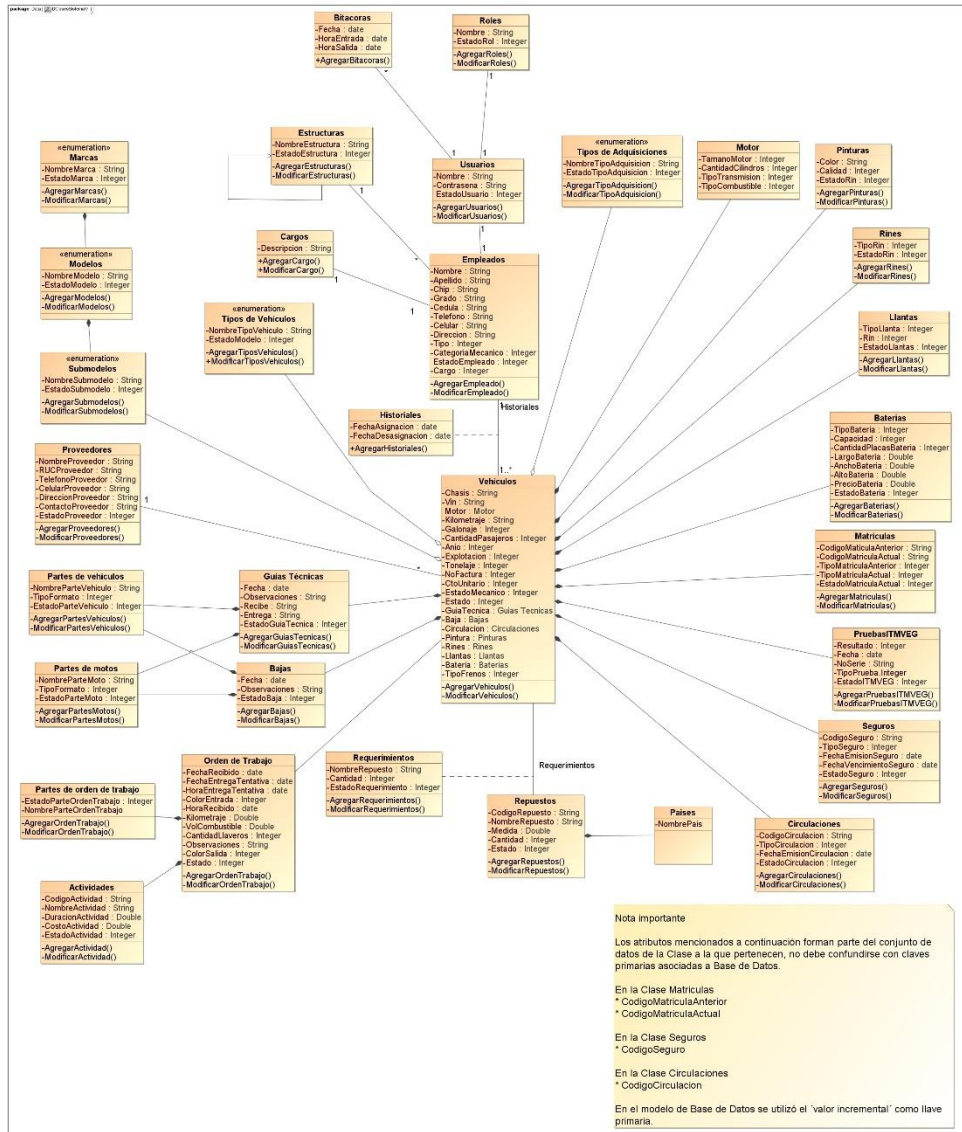 package Data
Bitacoras
-Fecha : date
-HoraEntrada : date
-HoraSalida : date
+AgregarBitacoras()
*
1
Roles
-Nombre : String
-EstadoRol : Integer
-AgregarRoles()
-ModificarRoles()
1
1
Estructuras
-NombreEstructura : String
-EstadoEstructura : Integer
-AgregarEstructuras()
-ModificarEstructuras()
1
*
Usuarios
-Nombre : String
-Contrasena : String
EstadoUsuario : Integer
-AgregarUsuarios()
-ModificarUsuarios()
1
1
«enumeration»
Tipos de Adquisiciones
-NombreTipoAdquisicion : String
-EstadoTipoAdquisicion : Integer
-AgregarTipoAdquisicion()
-ModificarTipoAdquisicion()
Motor
-TamanoMotor : Integer
-CantidadCilindros : Integer
-TipoTransmision : Integer
-TipoCombustible : Integer
Pinturas
-Color : String
-Calidad : Integer
-EstadoRin : Integer
-AgregarPinturas()
-ModificarPinturas()
«enumeration»
Marcas
-NombreMarca : String
-EstadoMarca : Integer
-AgregarMarcas()
-ModificarMarcas()
Cargos
-Descripcion : String
+AgregarCargo()
+ModificarCargo()
1
1
Empleados
-Nombre : String
-Apellido : String
-Chip : String
-Grado : String
-Cedula : String
-Telefono : String
-Celular : String
-Direccion : String
-Tipo : Integer
-CategoriaMecanico : Integer
-EstadoEmpleado : Integer
-Cargo : Integer
-AgregarEmpleado()
-ModificarEmpleado()
Rines
-TipoRin : Integer
-EstadoRin : Integer
-AgregarRines()
-ModificarRines()
«enumeration»
Modelos
-NombreModelo : String
-EstadoModelo : Integer
-AgregarModelos()
-ModificarModelos()
«enumeration»
Tipos de Vehículos
-NombreTipoVehiculo : String
-EstadoModelo : Integer
-AgregarTiposVehiculos()
+ModificarTiposVehiculos()
Llantas
-TipoLlanta : Integer
-Rin : Integer
-EstadoLlantas : Integer
-AgregarLlantas()
-ModificarLlantas()
«enumeration»
Submodelos
-NombreSubmodelo : String
-EstadoSubmodelo : Integer
-AgregarSubmodelos()
-ModificarSubmodelos()
Historiales
-FechaAsignacion : date
-FechaDesasignacion : date
+AgregarHistoriales()
1
Historiales
1..*
Baterias
-TipoBateria : Integer
-Capacidad : Integer
-CantidadPlacasBateria : Integer
-LargoBateria : Double
-AnchoBateria : Double
-AltoBateria : Double
-PrecioBateria : Double
-EstadoBateria : Integer
-AgregarBaterias()
-ModificarBaterias()
Proveedores
-NombreProveedor : String
-RUCProveedor : String
-TelefonoProveedor : String
-CelularProveedor : String
-DireccionProveedor : String
-ContactoProveedor : String
-EstadoProveedor : Integer
-AgregarProveedores()
-ModificarProveedores()
1
*
Vehículos
-Chasis : String
-Vin : String
Motor : Motor
-Kilometraje : String
-Galonaje : Integer
-CantidadPasajeros : Integer
-Anio : Integer
-Explotacion : Integer
-Tonelaje : Integer
-NoFactura : Integer
-CtoUnitario : Integer
-EstadoMecanico : Integer
-Estado : Integer
-GuiaTecnica : Guias Tecnicas
-Baja : Bajas
-Circulacion : Circulaciones
-Pintura : Pinturas
-Rines : Rines
-Llantas : Llantas
-Bateria : Baterias
-TipoFrenos : Integer
-AgregarVehiculos()
-ModificarVehiculos()
Matriculas
-CodigoMaticulaAnterior : String
-CodigoMatriculaActual : String
-TipoMatriculaAnterior : Integer
-TipoMatriculaActual : Integer
-EstadoMatriculaActual : Integer
-AgregarMatriculas()
-ModificarMatriculas()
Partes de vehículos
-NombreParteVehiculo : String
-TipoFormato : Integer
-EstadoParteVehiculo : Integer
-AgregarPartesVehiculos()
-ModificarPartesVehiculos()
Guías Técnicas
-Fecha : date
-Observaciones : String
-Recibe : String
-Entrega : String
-EstadoGuiaTecnica : Integer
-AgregarGuiasTecnicas()
-ModificarGuiasTecnicas()
PruebasITMVEG
-Resultado : Integer
-Fecha : date
-NoSerie : String
-TipoPrueba.Integer
-EstadoITMVEG : Integer
-AgregarPruebasITMVEG()
-ModificarPruebasITMVEG()
Partes de motos
-NombreParteMoto : String
-TipoFormato : Integer
-EstadoParteMoto : Integer
-AgregarPartesMotos()
-ModificarPartesMotos()
Bajas
-Fecha : date
-Observaciones : String
-EstadoBaja : Integer
-AgregarBajas()
-ModificarBajas()
Seguros
-CodigoSeguro : String
-TipoSeguro : Integer
-FechaEmisionSeguro : date
-FechaVencimientoSeguro : date
-EstadoSeguro : Integer
-AgregarSeguros()
-ModificarSeguros()
Orden de Trabajo
-FechaRecibido : date
-FechaEntregaTentativa : date
-HoraEntregaTentativa : date
-ColorEntrada : Integer
-HoraRecibido : date
-Kilometraje : Double
-VolCombustible : Double
-CantidadLlaveros : Integer
-Observaciones : String
-ColorSalida : Integer
-Estado : Integer
-AgregarOrdenTrabajo()
-ModificarOrdenTrabajo()
Requerimientos
-NombreRepuesto : String
-Cantidad : Integer
-EstadoRequerimiento : Integer
-AgregarRequerimientos()
-ModificarRequerimientos()
Requerimientos
Partes de orden de trabajo
-EstadoParteOrdenTrabajo : Integer
-NombreParteOrdenTrabajo
-AgregarOrdenTrabajo()
-ModificarOrdenTrabajo()
Repuestos
-CodigoRepuesto : String
-NombreRepuesto : String
-Medida : Double
-Cantidad : Integer
-Estado : Integer
-AgregarRepuestos()
-ModificarRepuestos()
Paises
-NombrePais
Circulaciones
-CodigoCirculacion : String
-TipoCirculacion : Integer
-FechaEmisionCirculacion : date
-EstadoCirculacion : Integer
-AgregarCirculaciones()
-ModificarCirculaciones()
Actividades
-CodigoActividad : String
-NombreActividad : String
-DuracionActividad : Double
-CostoActividad : Double
-EstadoActividad : Integer
-AgregarActividad()
-ModificarActividad()
Nota importante
Los atributos mencionados a continuación forman parte del conjunto de
datos de la Clase a la que pertenecen, no debe confundirse con claves
primarias asociadas a Base de Datos.
En la Clase Matriculas
* CodigoMatriculaAnterior
* CodigoMatriculaActual
En la Clase Seguros
* CodigoSeguro
En la Clase Circulaciones
* CodigoCirculacion
En el modelo de Base de Datos se utilizó el ´valor incremental´ como llave
primaria.